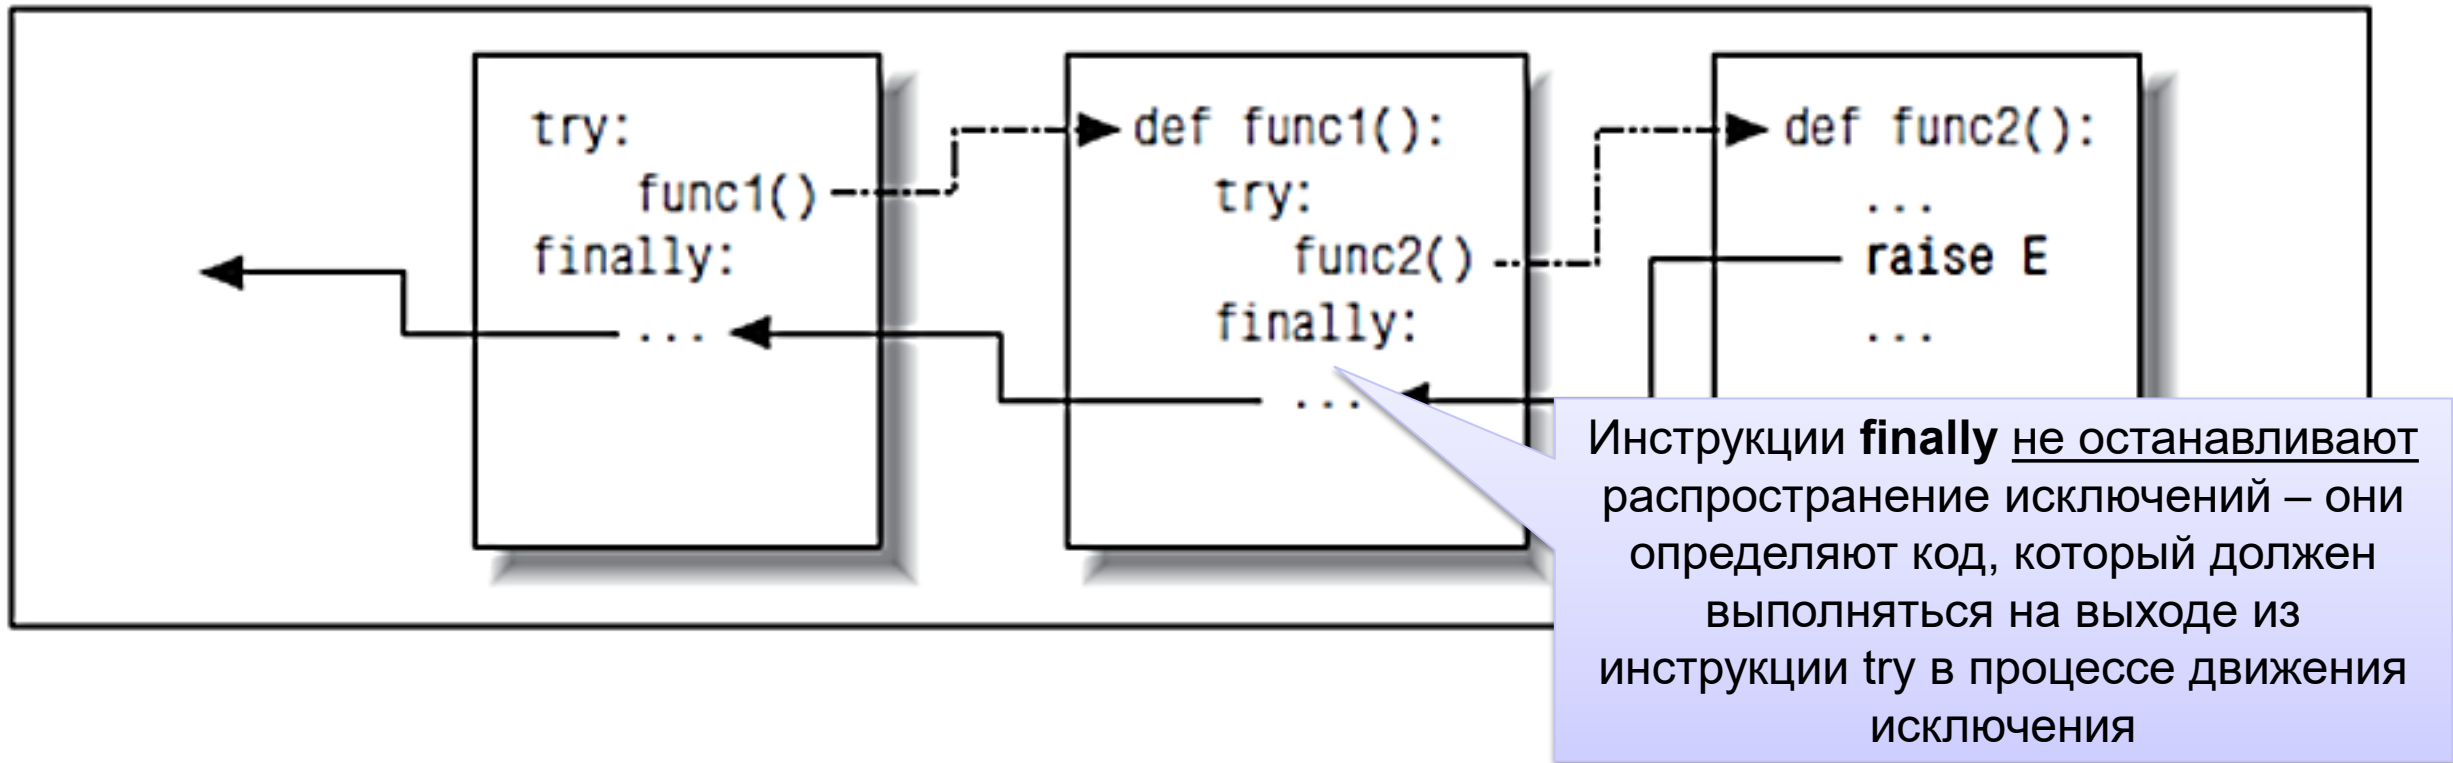 try:
func1()
finally:
...
def func1():
try:
func2()
finally:
...
def func2():
...
raise E
...
Инструкции finally не останавливают
распространение исключений – они
определяют код, который должен
выполняться на выходе из
инструкции try в процессе движения
исключения